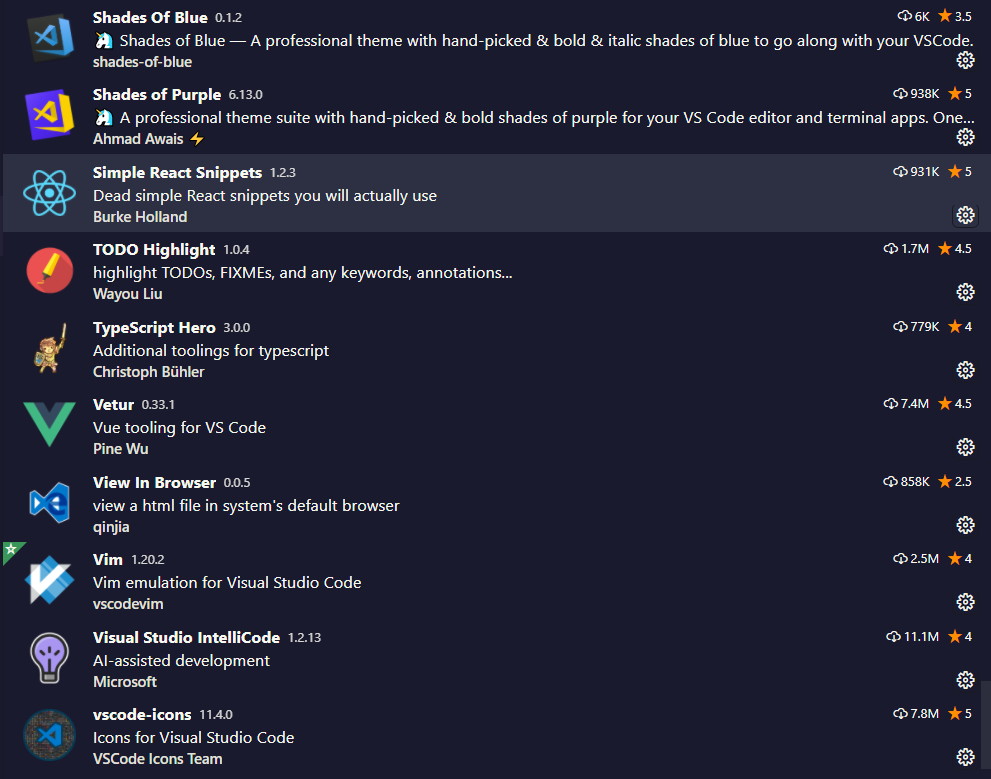 Shades Of Blue 0.1.2 6K 3.5
🦄 Shades of Blue — A professional theme with hand-picked & bold & italic shades of blue to go along with your VSCode.
shades-of-blue
Shades of Purple 6.13.0 938K 5
🦄 A professional theme suite with hand-picked & bold shades of purple for your VS Code editor and terminal apps. One...
Ahmad Awais ⚡
Simple React Snippets 1.2.3 931K 5
Dead simple React snippets you will actually use
Burke Holland
TODO Highlight 1.0.4 1.7M 4.5
highlight TODOs, FIXMEs, and any keywords, annotations...
Wayou Liu
TypeScript Hero 3.0.0 779K 4
Additional toolings for typescript
Christoph Bühler
Vetur 0.33.1 7.4M 4.5
Vue tooling for VS Code
Pine Wu
View In Browser 0.0.5 858K 2.5
view a html file in system's default browser
qinjia
Vim 1.20.2 2.5M 4
Vim emulation for Visual Studio Code
vscodevim
Visual Studio IntelliCode 1.2.13 11.1M 4
AI-assisted development
Microsoft
vscode-icons 11.4.0 7.8M 5
Icons for Visual Studio Code
VSCode Icons Team